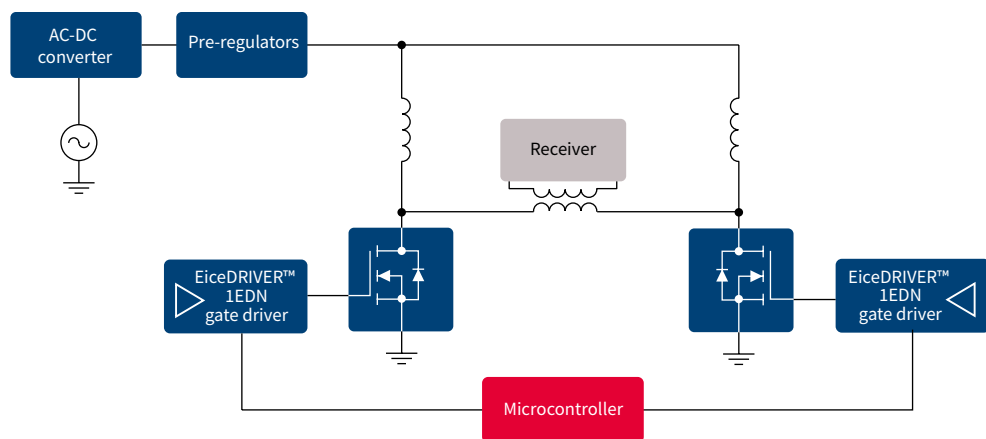 AC-DC
converter
Pre-regulators
Receiver
EiceDRIVER™
1EDN
gate driver
EiceDRIVER™
1EDN
gate driver
Microcontroller